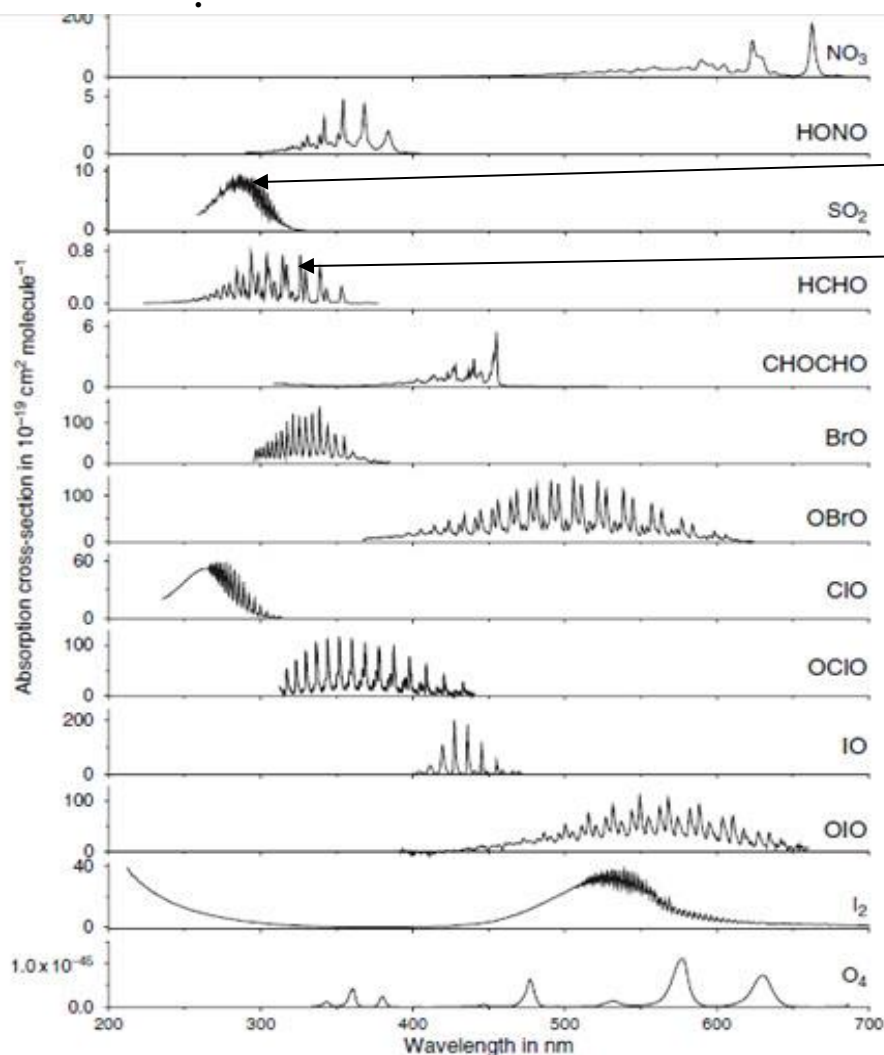 200
0
NO₃
5
0
HONO
10
0
SO₂
0.8
0.0
HCHO
6
0
CHOCHO
100
0
BrO
100
0
OBrO
60
0
ClO
100
0
OClO
200
0
IO
100
0
OIO
40
0
I₂
1.0 x 10⁻⁴⁵
0.0
O₄
200 300 400 500 600 700
Wavelength in nm
Absorption cross-section in 10⁻¹⁹ cm² molecule⁻¹